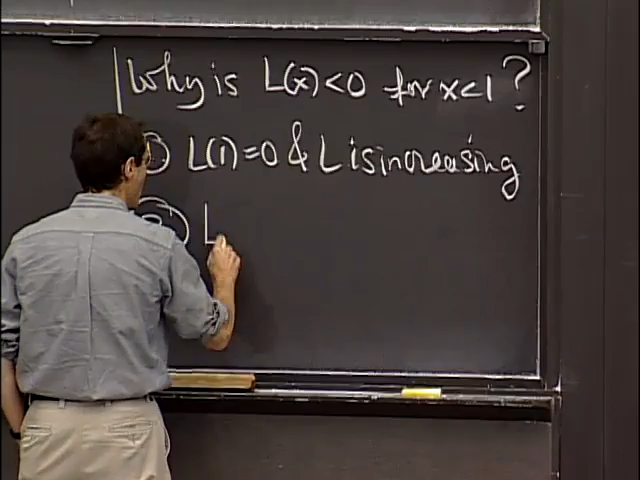 Why is L(x) < 0 for x < 1 ?
① L(1) = 0 & L is increasing
② L